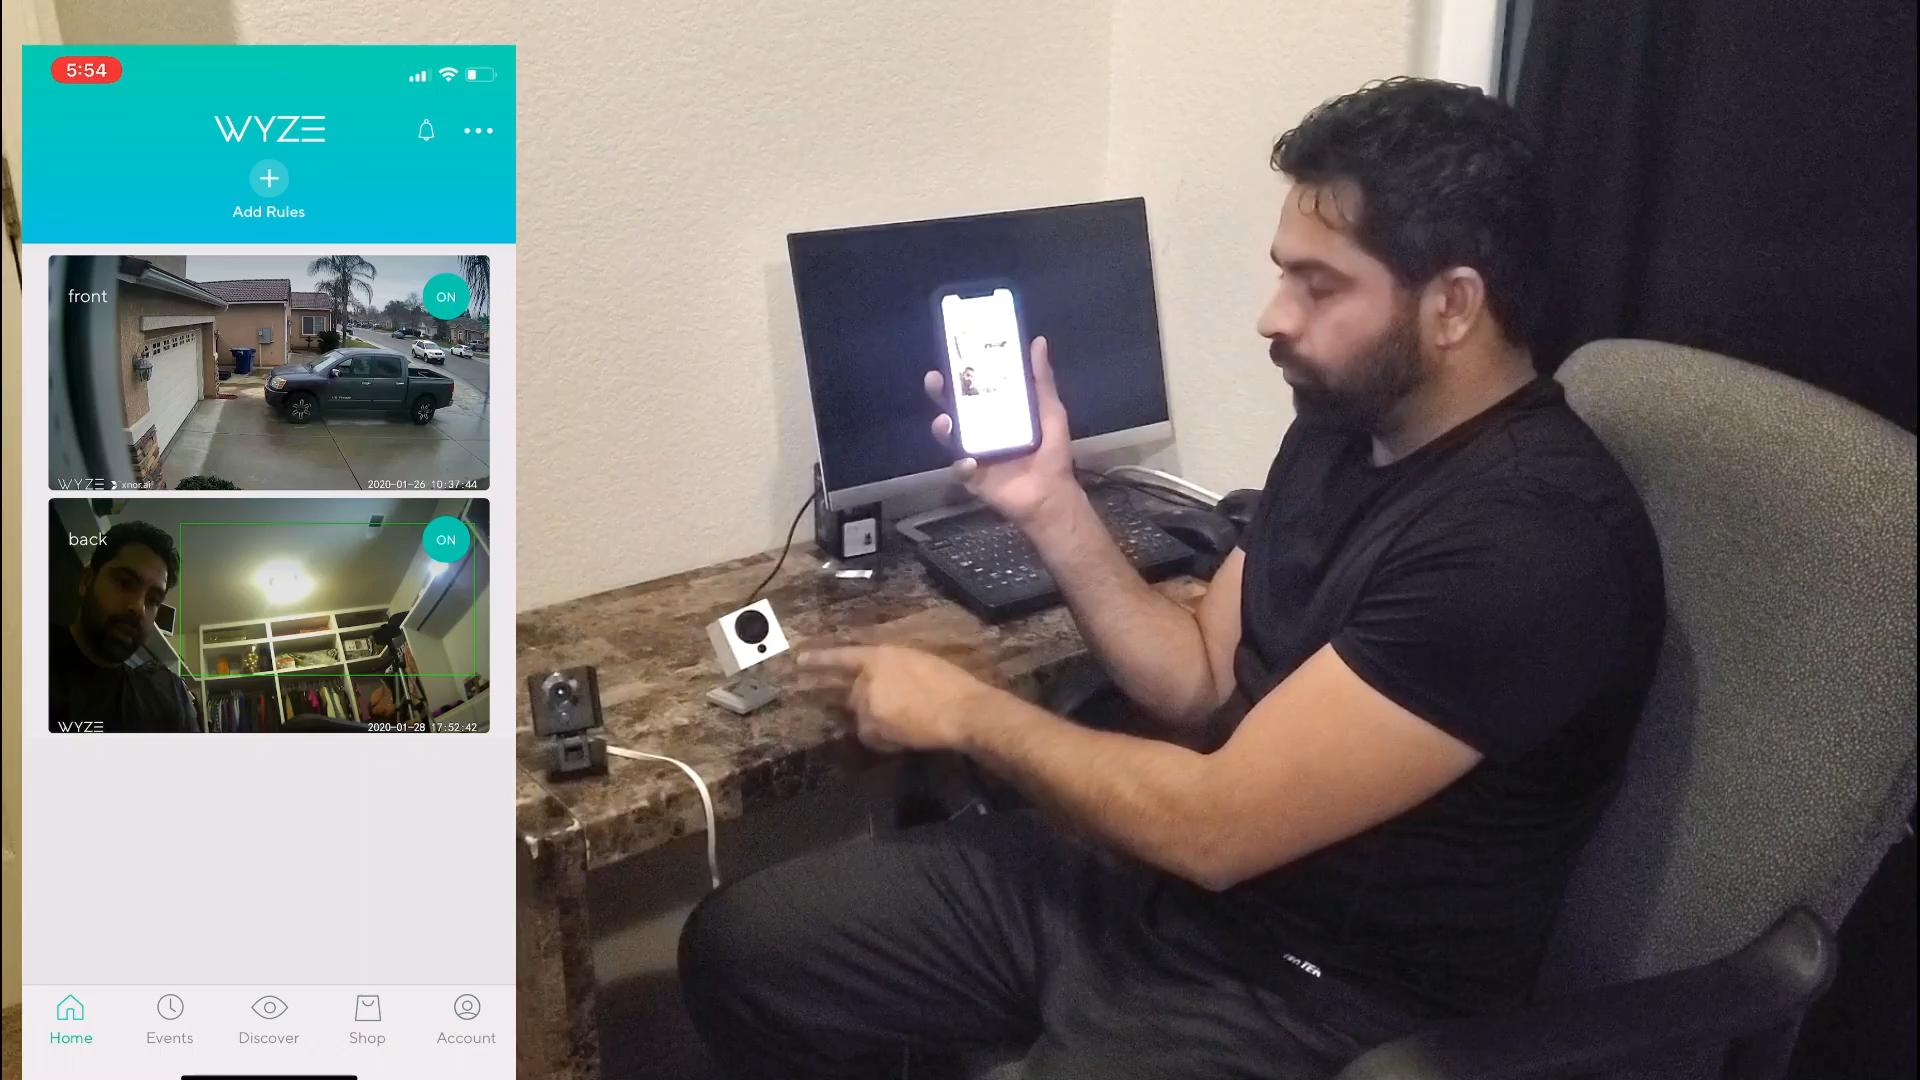 5:54
WYZE
Add Rules
front
ON
WYZE xnor.ai
2020-01-26 10:37:44
back
ON
WYZE
2020-01-28 17:52:42
Home
Events
Discover
Shop
Account